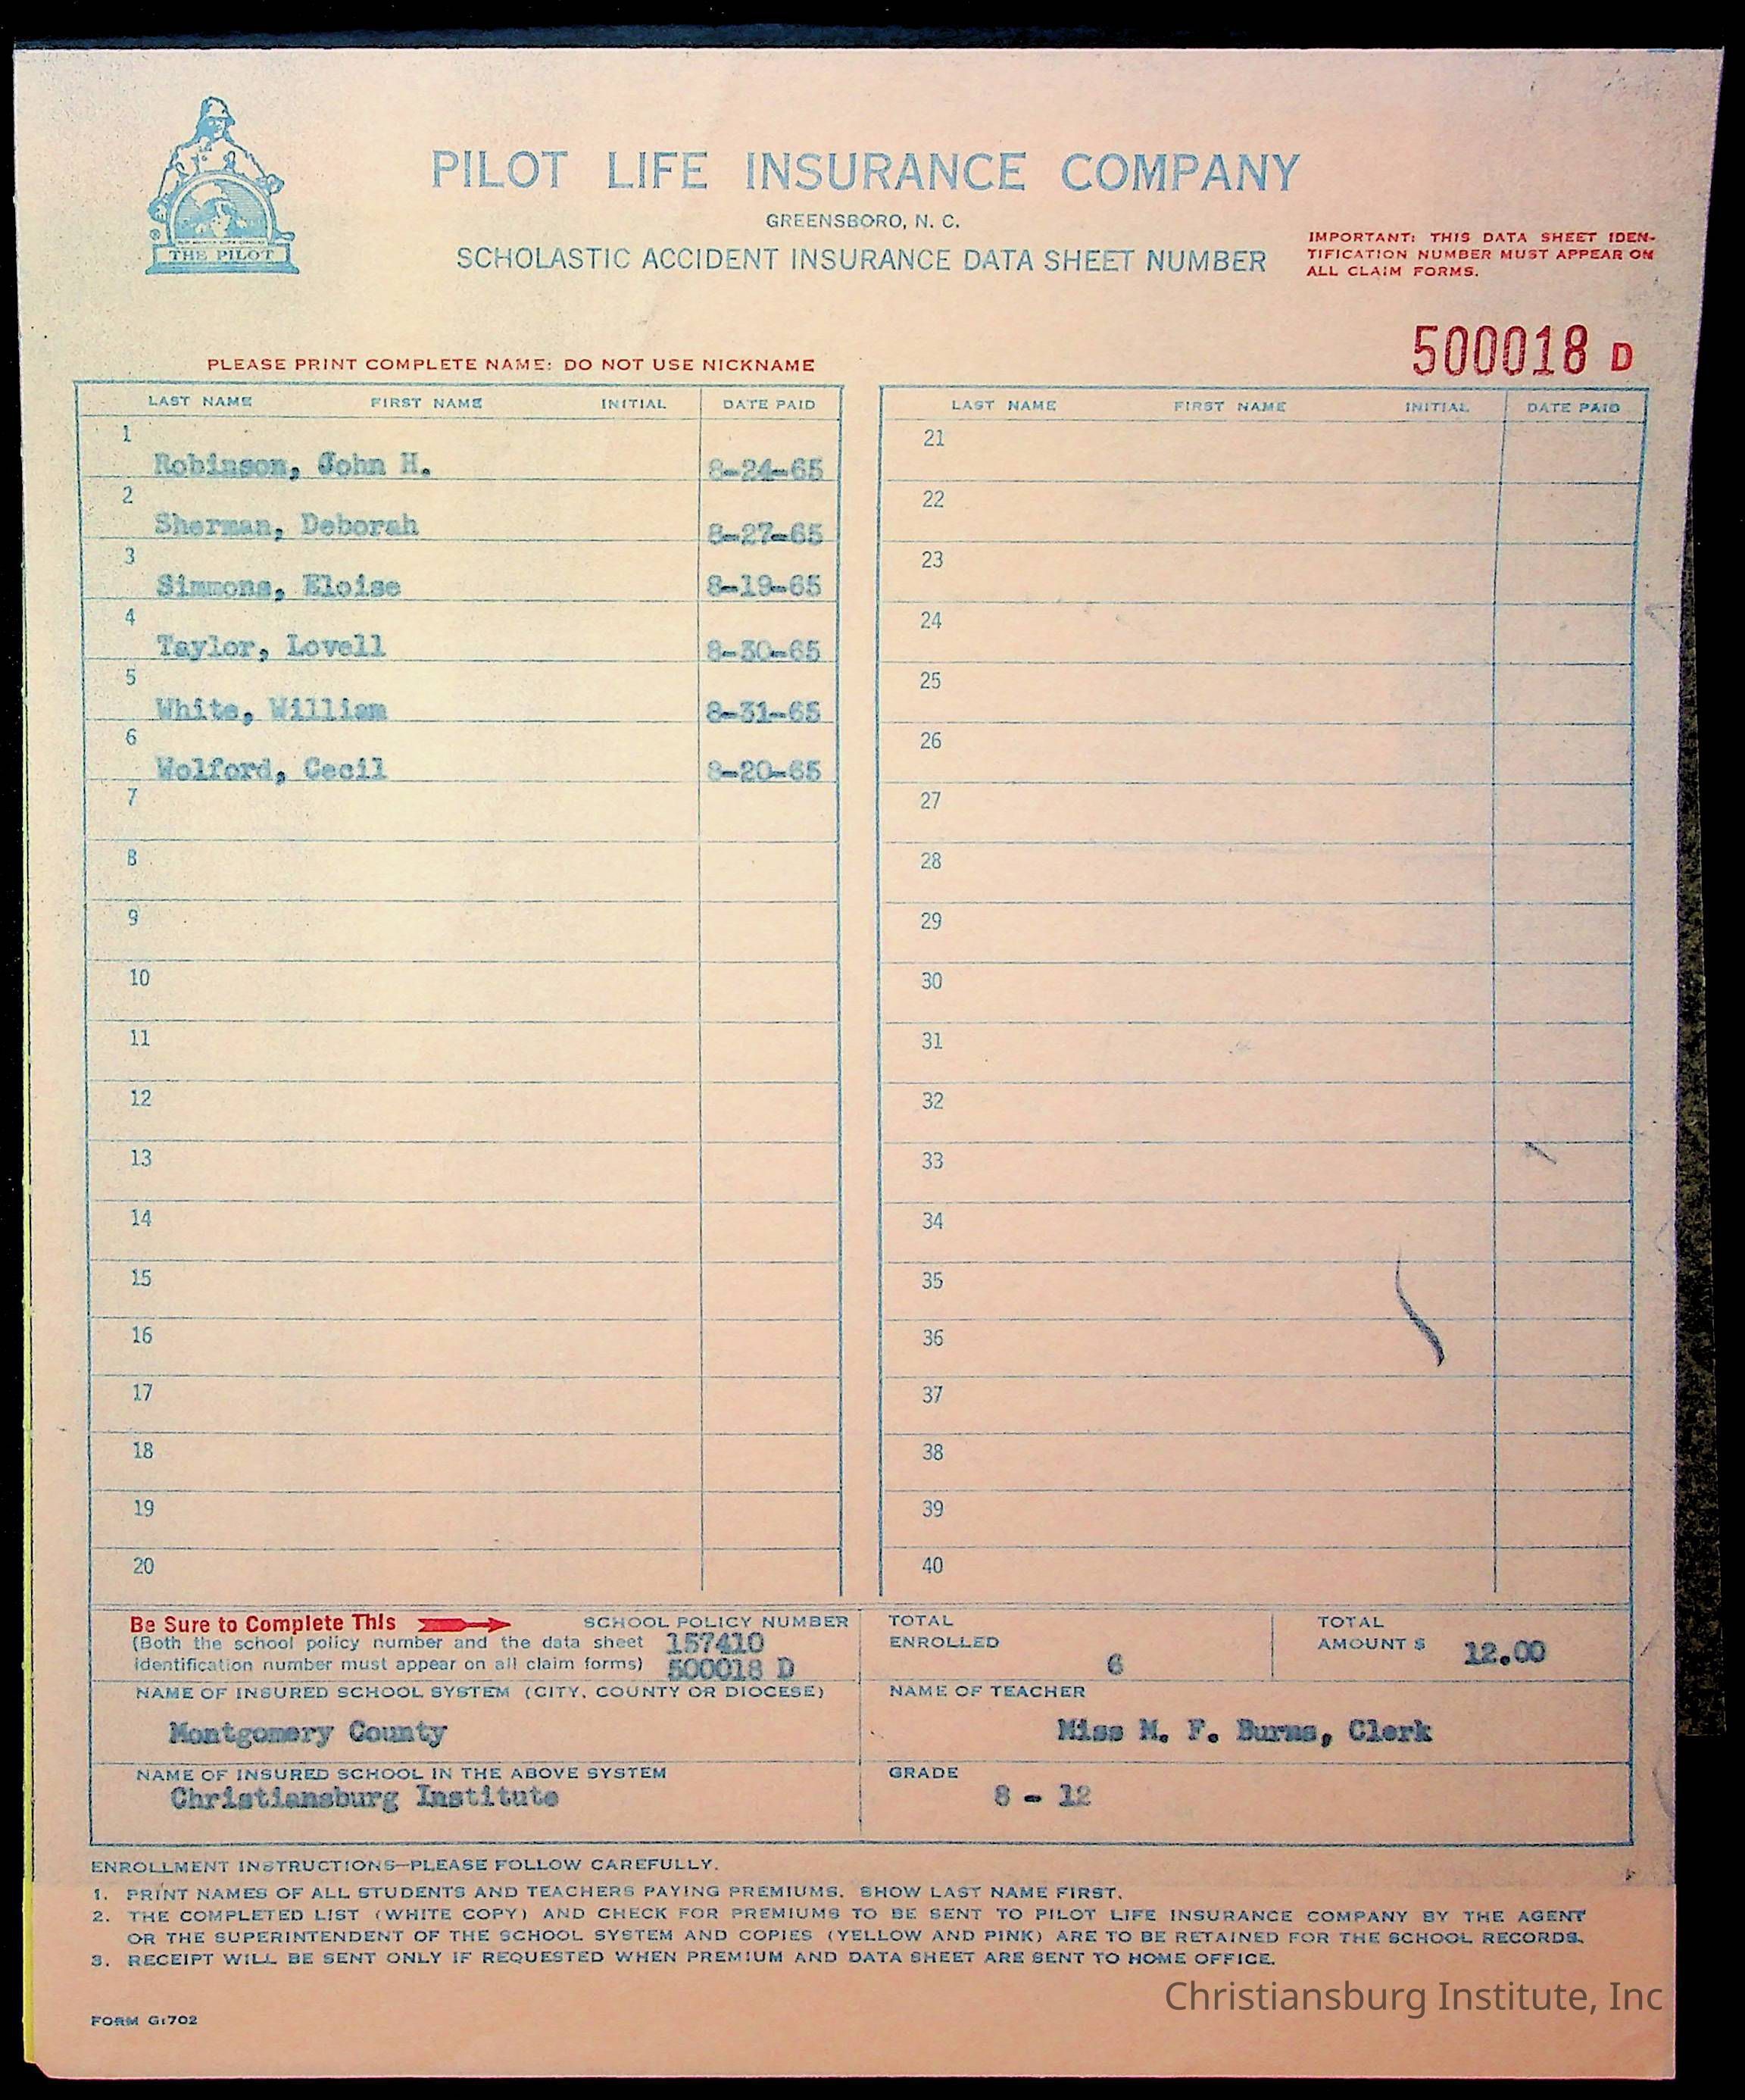 THE PILOT
PILOT LIFE INSURANCE COMPANY
GREENSBORO, N. C.
SCHOLASTIC ACCIDENT INSURANCE DATA SHEET NUMBER
IMPORTANT: THIS DATA SHEET IDEN-
TIFICATION NUMBER MUST APPEAR ON
ALL CLAIM FORMS.
500018 D
PLEASE PRINT COMPLETE NAME: DO NOT USE NICKNAME
LAST NAME FIRST NAME INITIAL DATE PAID
1 Robinson, John H. 8-24-65
2 Sherman, Deborah 8-27-65
3 Simmons, Eloise 8-19-65
4 Taylor, Lovell 8-30-65
5 White, William 8-31-65
6 Wolford, Cecil 8-20-65
7
8
9
10
11
12
13
14
15
16
17
18
19
20
LAST NAME FIRST NAME INITIAL DATE PAID
21
22
23
24
25
26
27
28
29
30
31
32
33
34
35
36
37
38
39
40
Be Sure to Complete This SCHOOL POLICY NUMBER
(Both the school policy number and the data sheet 157410
identification number must appear on all claim forms) 500018 D
TOTAL
ENROLLED 6
TOTAL
AMOUNT $ 12.00
NAME OF INSURED SCHOOL SYSTEM (CITY, COUNTY OR DIOCESE)
Montgomery County
NAME OF TEACHER
Miss M. F. Burms, Clerk
NAME OF INSURED SCHOOL IN THE ABOVE SYSTEM
Christiansburg Institute
GRADE
8 - 12
ENROLLMENT INSTRUCTIONS—PLEASE FOLLOW CAREFULLY.
1. PRINT NAMES OF ALL STUDENTS AND TEACHERS PAYING PREMIUMS. SHOW LAST NAME FIRST.
2. THE COMPLETED LIST (WHITE COPY) AND CHECK FOR PREMIUMS TO BE SENT TO PILOT LIFE INSURANCE COMPANY BY THE AGENT
OR THE SUPERINTENDENT OF THE SCHOOL SYSTEM AND COPIES (YELLOW AND PINK) ARE TO BE RETAINED FOR THE SCHOOL RECORDS.
3. RECEIPT WILL BE SENT ONLY IF REQUESTED WHEN PREMIUM AND DATA SHEET ARE SENT TO HOME OFFICE.
Christiansburg Institute, Inc
FORM G:702